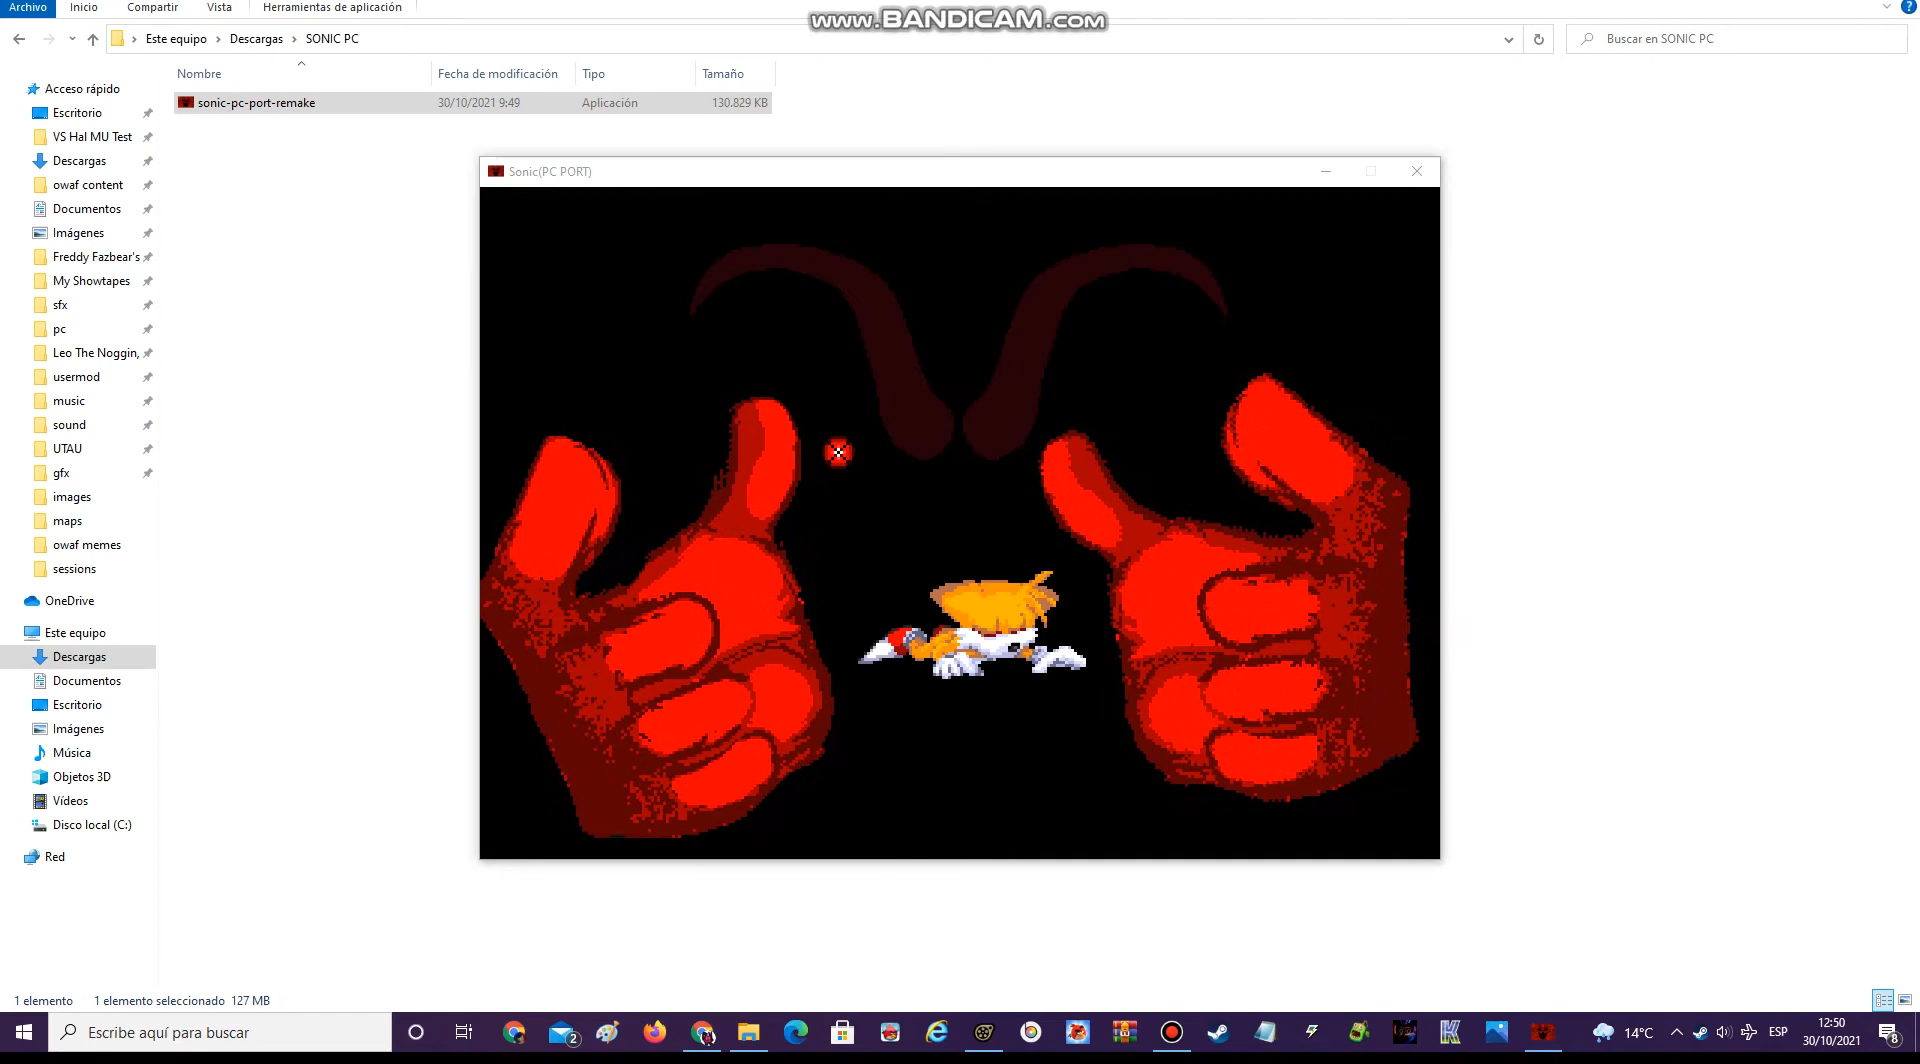 Archivo Inicio Compartir Vista Herramientas de aplicación
www.BANDICAM.com
Este equipo > Descargas > SONIC PC
Buscar en SONIC PC
Nombre Fecha de modificación Tipo Tamaño
sonic-pc-port-remake 30/10/2021 9:49 Aplicación 130.829 KB
Acceso rápido
Escritorio
VS Hal MU Test
Descargas
owaf content
Documentos
Imágenes
Freddy Fazbear's
My Showtapes
sfx
pc
Leo The Noggin,
usermod
music
sound
UTAU
gfx
images
maps
owaf memes
sessions
OneDrive
Este equipo
Descargas
Documentos
Escritorio
Imágenes
Música
Objetos 3D
Vídeos
Disco local (C:)
Red
Sonic(PC PORT)
1 elemento 1 elemento seleccionado 127 MB
Escribe aquí para buscar
2
14°C
ESP
12:50
30/10/2021
8